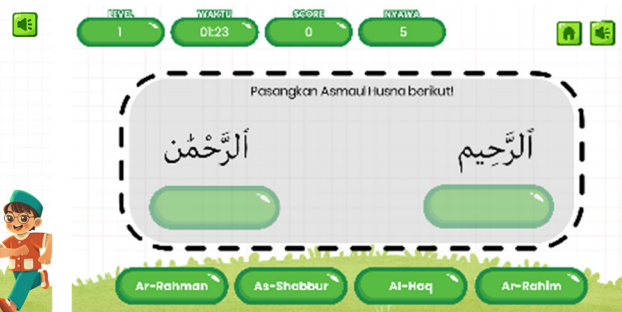 LEVEL WAKTU SCORE NYAWA
1 01:23 0 5
Pasangkan Asmaul Husna berikut!
ٱلرَّحْمَٰن ٱلرَّحِيم
Ar-Rahman As-Shabbur Al-Haq Ar-Rahim